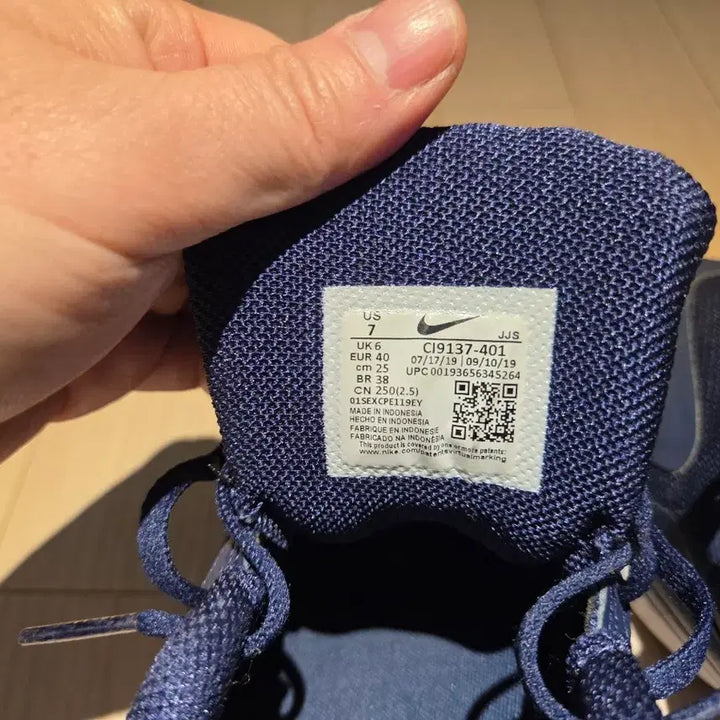 US
7
JJS
UK 6
CI9137-401
EUR 40
07/17/19 | 09/10/19
cm 25
UPC 00193656345264
BR 38
CN 250(2.5)
01SEXCPE119EY
MADE IN INDONESIA
HECHO EN INDONESIA
FABRIQUE EN INDONESIE
FABRICADO NA INDONÉSIA
This product is covered by one or more patents:
www.nike.com/patentsvirtualmarking